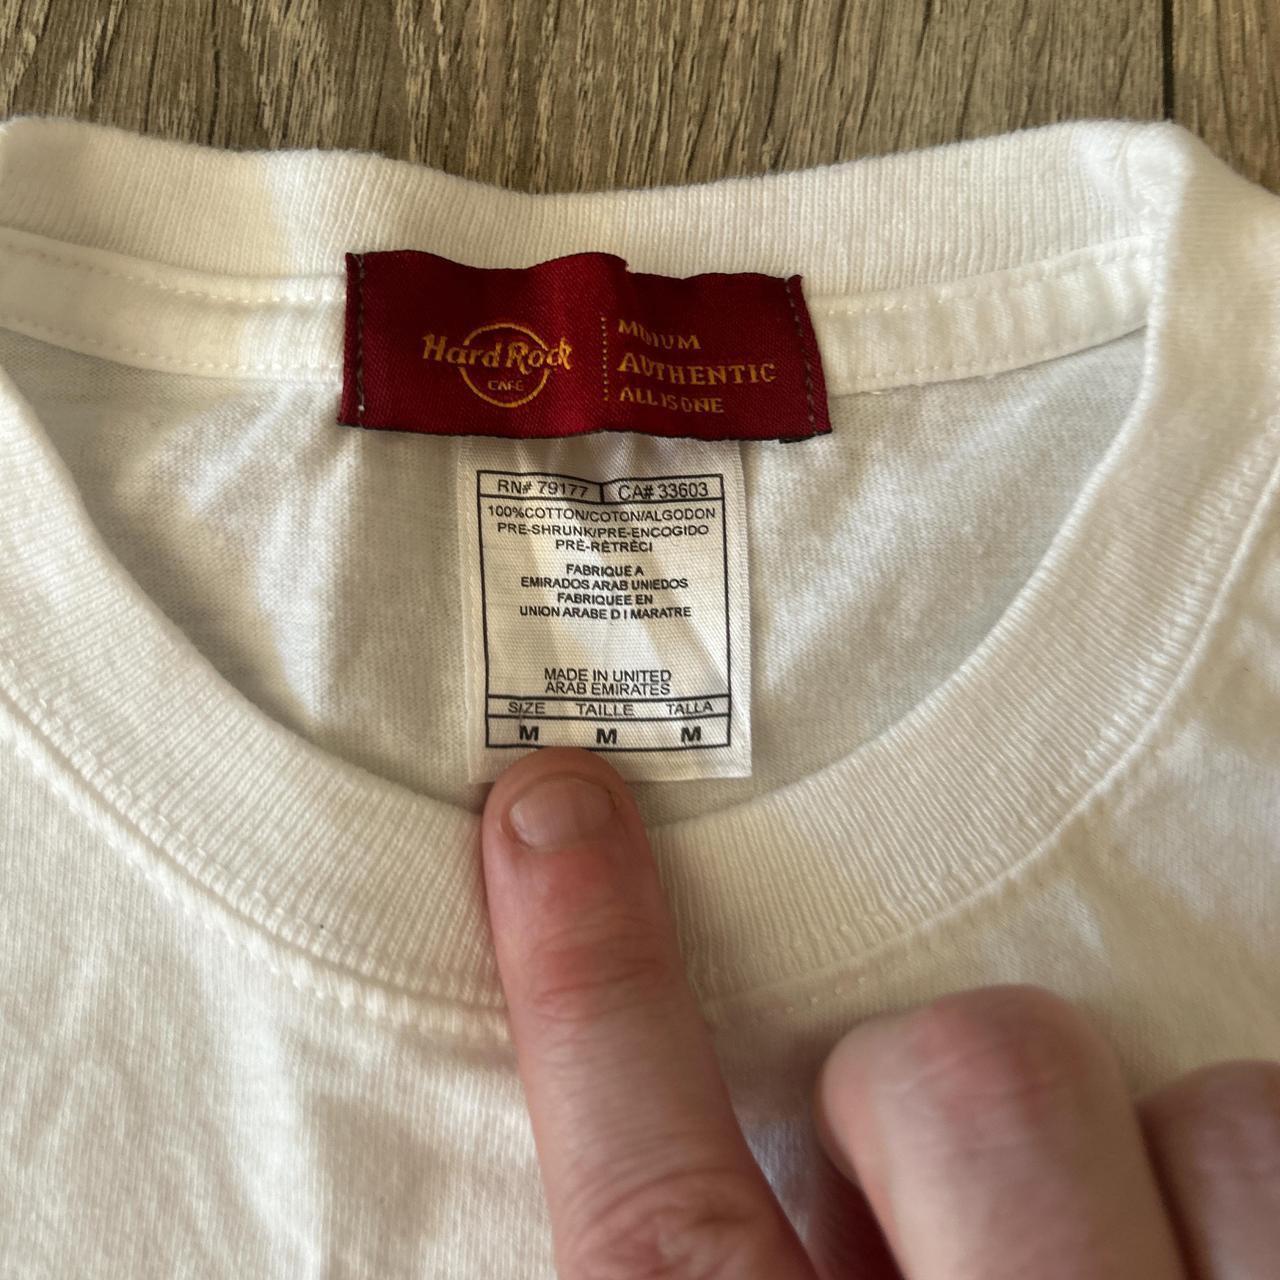 Hard Rock
CAFE
MDIUM
AUTHENTIC
ALL IS ONE
RN# 79177 CA# 33603
100%COTTON/COTON/ALGODON
PRE-SHRUNK/PRE-ENCOGIDO
PRÉ-RÉTRÉCI
FABRIQUE A
EMIRADOS ARAB UNIEDOS
FABRIQUEE EN
UNION ARABE D I MARATRE
MADE IN UNITED
ARAB EMIRATES
SIZE TAILLE TALLA
M M M